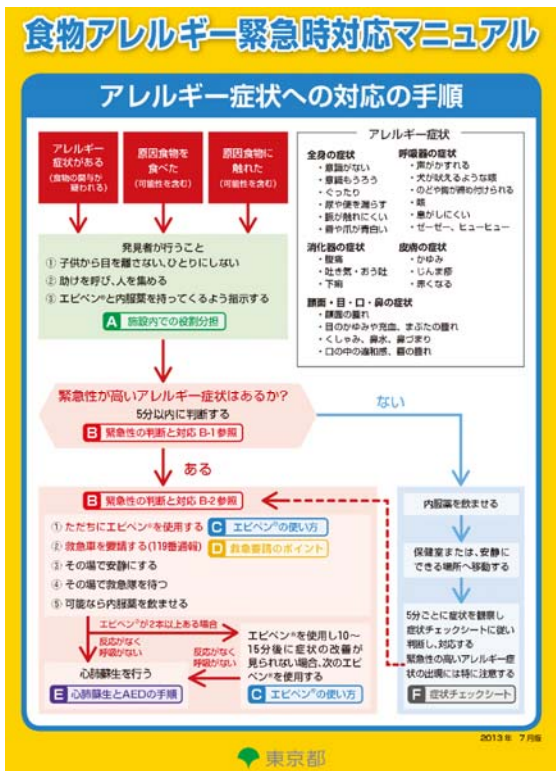 食物アレルギー緊急時対応マニュアル
アレルギー症状への対応の手順
アレルギー
症状がある
(食物の関与が
疑われる)
原因食物を
食べた
(可能性を含む)
原因食物に
触れた
(可能性を含む)
発見者が行うこと
① 子供から目を離さない、ひとりにしない
② 助けを呼び、人を集める
③ エピペン®と内服薬を持ってくるよう指示する
A 施設内での役割分担
アレルギー症状
全身の症状
・意識がない
・意識もうろう
・ぐったり
・尿や便を漏らす
・脈が触れにくい
・唇や爪が青白い
呼吸器の症状
・声がかすれる
・犬が吠えるような咳
・のどや胸が締め付けられる
・咳
・息がしにくい
・ゼーゼー、ヒューヒュー
消化器の症状
・腹痛
・吐き気・おう吐
・下痢
皮膚の症状
・かゆみ
・じんま疹
・赤くなる
顔面・目・口・鼻の症状
・顔面の腫れ
・目のかゆみや充血、まぶたの腫れ
・くしゃみ、鼻水、鼻づまり
・口の中の違和感、唇の腫れ
緊急性が高いアレルギー症状はあるか?
5分以内に判断する
B 緊急性の判断と対応 B-1参照
ない
ある
B 緊急性の判断と対応 B-2参照
① ただちにエピペン®を使用する C エピペン®の使い方
② 救急車を要請する(119番通報) D 救急要請のポイント
③ その場で安静にする
④ その場で救急隊を待つ
⑤ 可能なら内服薬を飲ませる
エピペン®が2本以上ある場合
反応がなく
呼吸がない
反応がなく
呼吸がない
心肺蘇生を行う
E 心肺蘇生とAEDの手順
エピペン®を使用し10〜
15分後に症状の改善が
見られない場合、次のエピ
ペン®を使用する
C エピペン®の使い方
内服薬を飲ませる
保健室または、安静に
できる場所へ移動する
5分ごとに症状を観察し
症状チェックシートに従い
判断し、対応する
緊急性の高いアレルギー症
状の出現には特に注意する
F 症状チェックシート
2013年 7月版
東京都